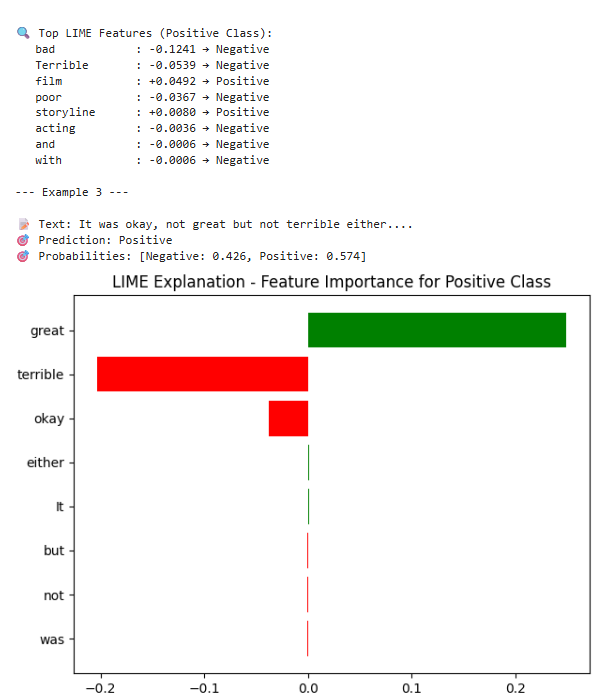 🔍 Top LIME Features (Positive Class):
bad : -0.1241 → Negative
Terrible : -0.0539 → Negative
film : +0.0492 → Positive
poor : -0.0367 → Negative
storyline : +0.0080 → Positive
acting : -0.0036 → Negative
and : -0.0006 → Negative
with : -0.0006 → Negative
--- Example 3 ---
📝 Text: It was okay, not great but not terrible either....
🎯 Prediction: Positive
🎯 Probabilities: [Negative: 0.426, Positive: 0.574]
LIME Explanation - Feature Importance for Positive Class
great
terrible
okay
either
It
but
not
was
−0.2 −0.1 0.0 0.1 0.2